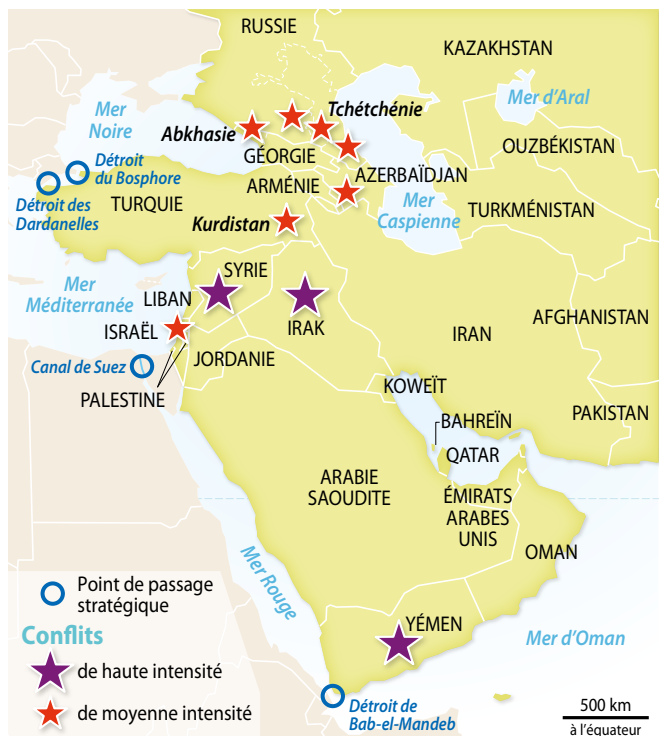 RUSSIE
KAZAKHSTAN
Mer
Noire
Abkhasie
Tchétchénie
Mer d'Aral
GÉORGIE
OUZBÉKISTAN
Détroit
du Bosphore
ARMÉNIE
AZERBAÏDJAN
Détroit des
Dardanelles
TURQUIE
Kurdistan
Mer
Caspienne
TURKMÉNISTAN
Mer
Méditerranée
SYRIE
LIBAN
ISRAËL
IRAK
IRAN
AFGHANISTAN
Canal de Suez
JORDANIE
PALESTINE
KOWEÏT
BAHREÏN
PAKISTAN
QATAR
ARABIE
SAOUDITE
ÉMIRATS
ARABES
UNIS
OMAN
Mer Rouge
YÉMEN
Mer d'Oman
Détroit de
Bab-el-Mandeb
Point de passage
stratégique
Conflits
de haute intensité
de moyenne intensité
500 km
à l'équateur